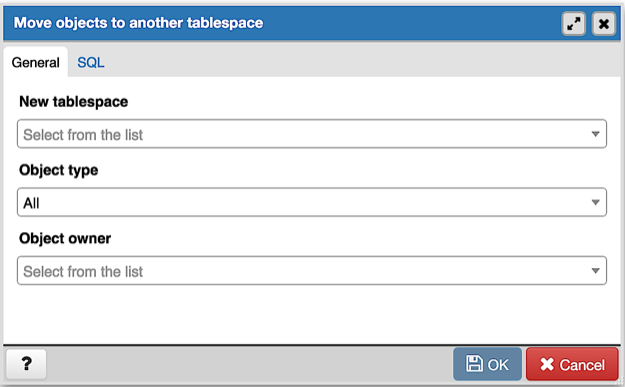 Move objects to another tablespace
General SQL
New tablespace
Select from the list
Object type
All
Object owner
Select from the list
? OK Cancel